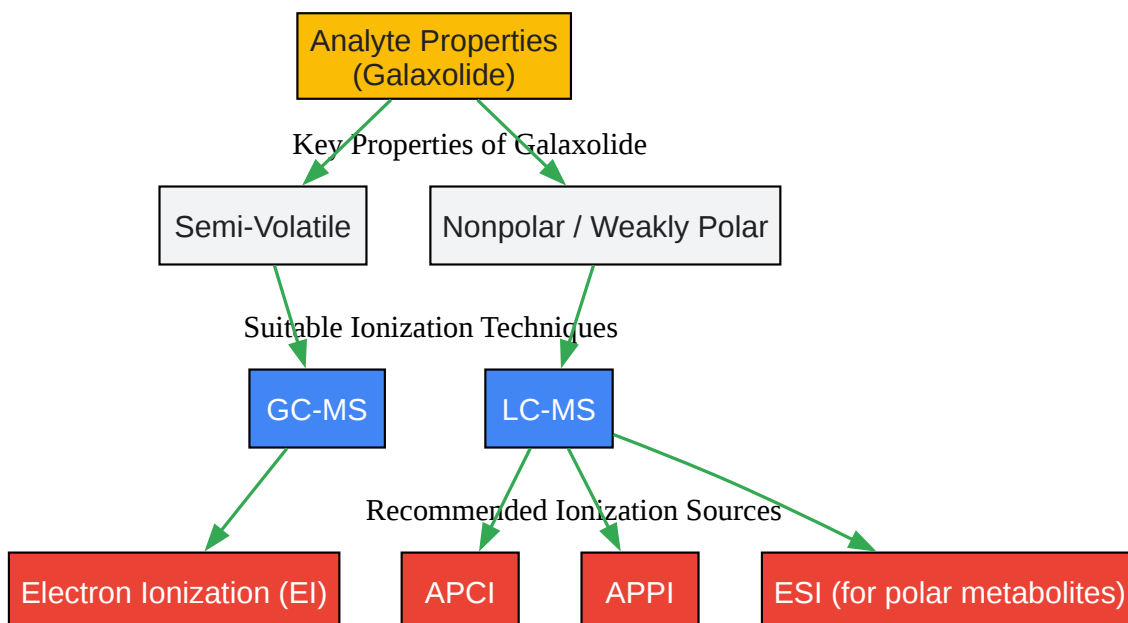 Analyte Properties
(Galaxolide)
Key Properties of Galaxolide
Semi-Volatile
Nonpolar / Weakly Polar
Suitable Ionization Techniques
GC-MS
LC-MS
Recommended Ionization Sources
Electron Ionization (EI)
APCI
APPI
ESI (for polar metabolites)